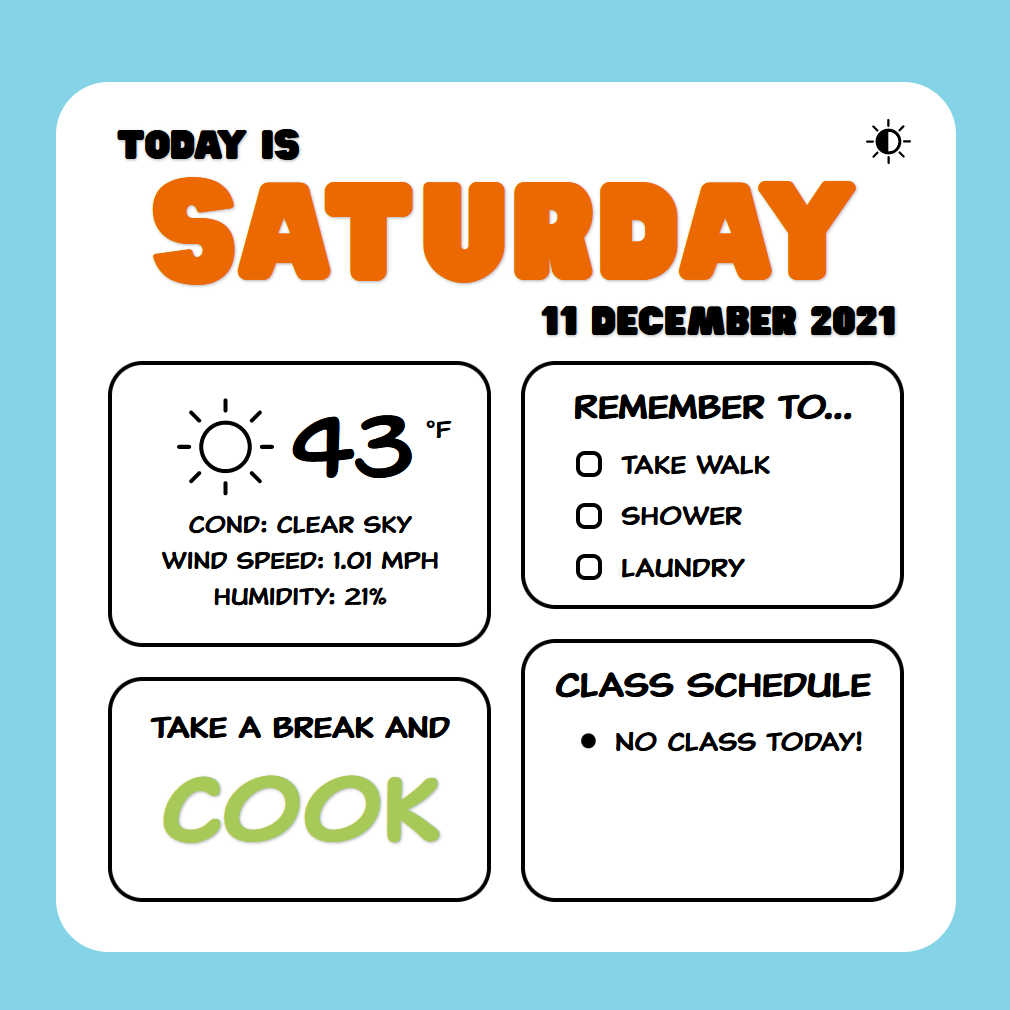 TODAY IS
SATURDAY
11 DECEMBER 2021
43 °F
COND: CLEAR SKY
WIND SPEED: 1.01 MPH
HUMIDITY: 21%
TAKE A BREAK AND
COOK
REMEMBER TO...
TAKE WALK
SHOWER
LAUNDRY
CLASS SCHEDULE
• NO CLASS TODAY!